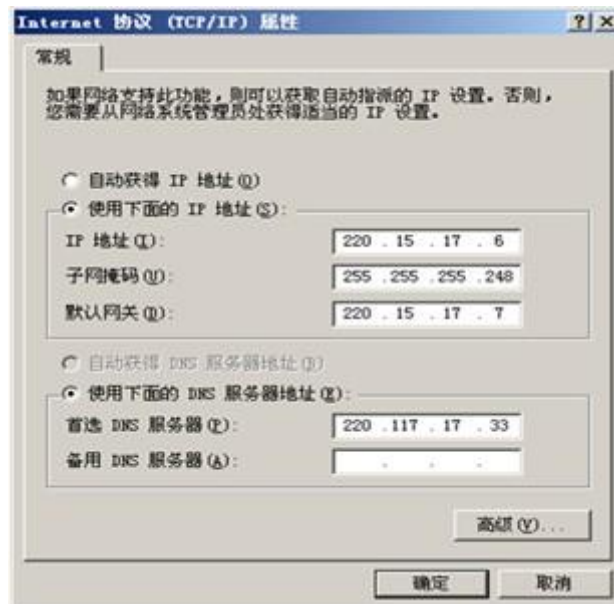 Internet 协议 (TCP/IP) 属性
常规
如果网络支持此功能，则可以获取自动指派的 IP 设置。否则，
您需要从网络系统管理员处获得适当的 IP 设置。
自动获得 IP 地址(O)
使用下面的 IP 地址(S):
IP 地址(I): 220 . 15 . 17 . 6
子网掩码(U): 255 .255 .255 .248
默认网关(D): 220 . 15 . 17 . 7
自动获得 DNS 服务器地址(B)
使用下面的 DNS 服务器地址(E):
首选 DNS 服务器(P): 220 .117 . 17 . 33
备用 DNS 服务器(A): . . .
高级(V)...
确定 取消